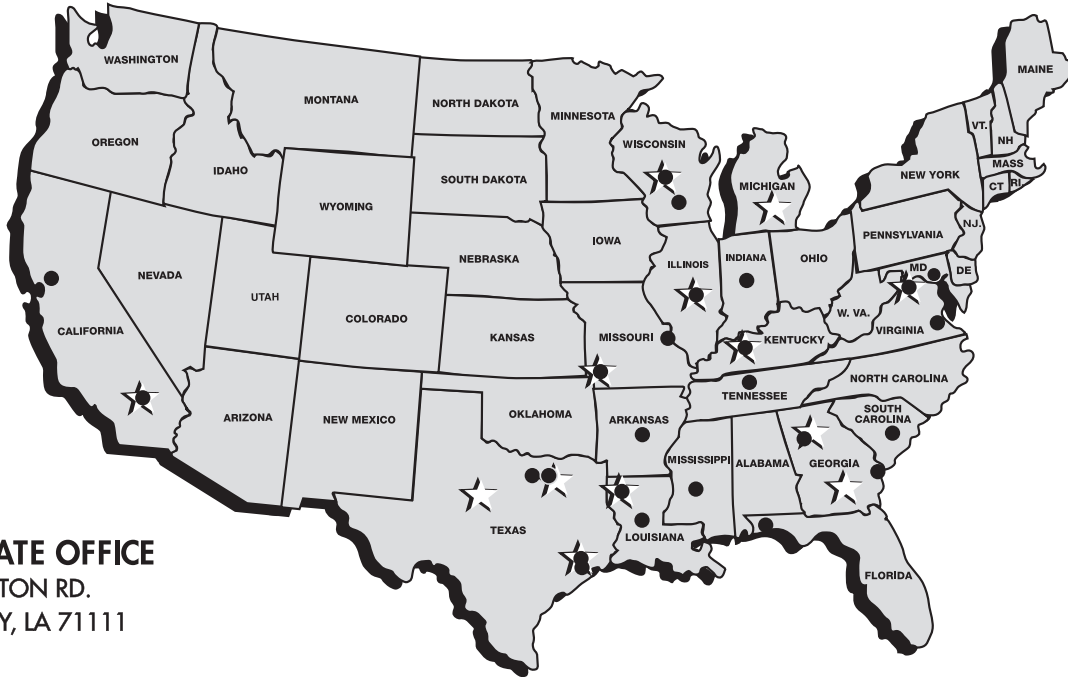 WASHINGTON
MAINE
MONTANA
NORTH DAKOTA
MINNESOTA
VT.
NH
OREGON
WISCONSIN
MASS
IDAHO
SOUTH DAKOTA
MICHIGAN
NEW YORK
CT
RI.
WYOMING
NJ.
IOWA
PENNSYLVANIA
NEBRASKA
ILLINOIS
INDIANA
OHIO
MD
DE
NEVADA
UTAH
COLORADO
W. VA.
CALIFORNIA
KANSAS
MISSOURI
KENTUCKY
VIRGINIA
NORTH CAROLINA
TENNESSEE
ARIZONA
NEW MEXICO
OKLAHOMA
ARKANSAS
SOUTH
CAROLINA
MISSISSIPPI
ALABAMA
GEORGIA
TEXAS
LOUISIANA
FLORIDA
ATE OFFICE
TON RD.
Y, LA 71111